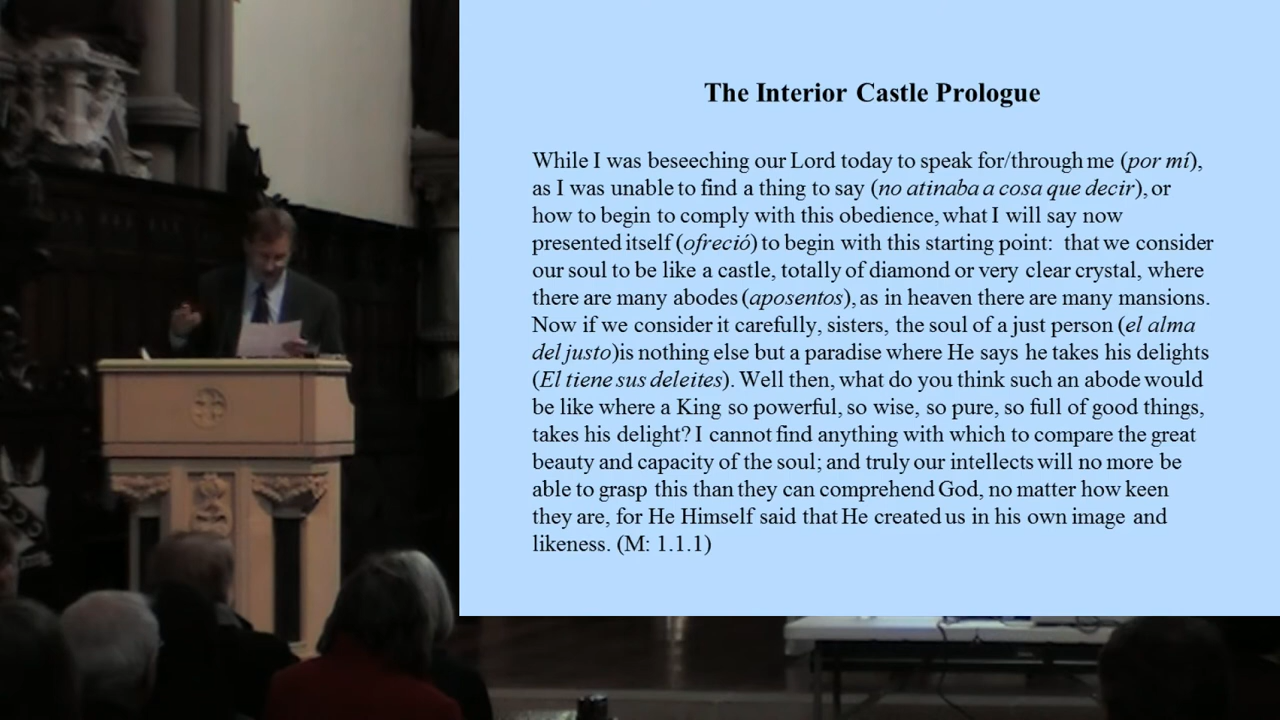 The Interior Castle Prologue
While I was beseeching our Lord today to speak for/through me (por mí),
as I was unable to find a thing to say (no atinaba a cosa que decir), or
how to begin to comply with this obedience, what I will say now
presented itself (ofreció) to begin with this starting point:  that we consider
our soul to be like a castle, totally of diamond or very clear crystal, where
there are many abodes (aposentos), as in heaven there are many mansions.
Now if we consider it carefully, sisters, the soul of a just person (el alma
del justo)is nothing else but a paradise where He says he takes his delights
(El tiene sus deleites). Well then, what do you think such an abode would
be like where a King so powerful, so wise, so pure, so full of good things,
takes his delight? I cannot find anything with which to compare the great
beauty and capacity of the soul; and truly our intellects will no more be
able to grasp this than they can comprehend God, no matter how keen
they are, for He Himself said that He created us in his own image and
likeness. (M: 1.1.1)